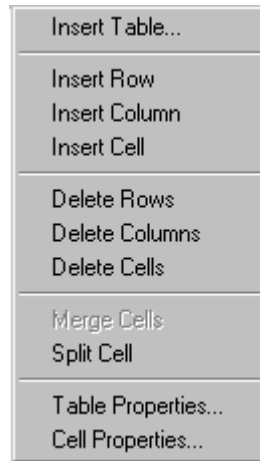 Insert Table...
Insert Row
Insert Column
Insert Cell
Delete Rows
Delete Columns
Delete Cells
Merge Cells
Split Cell
Table Properties...
Cell Properties...